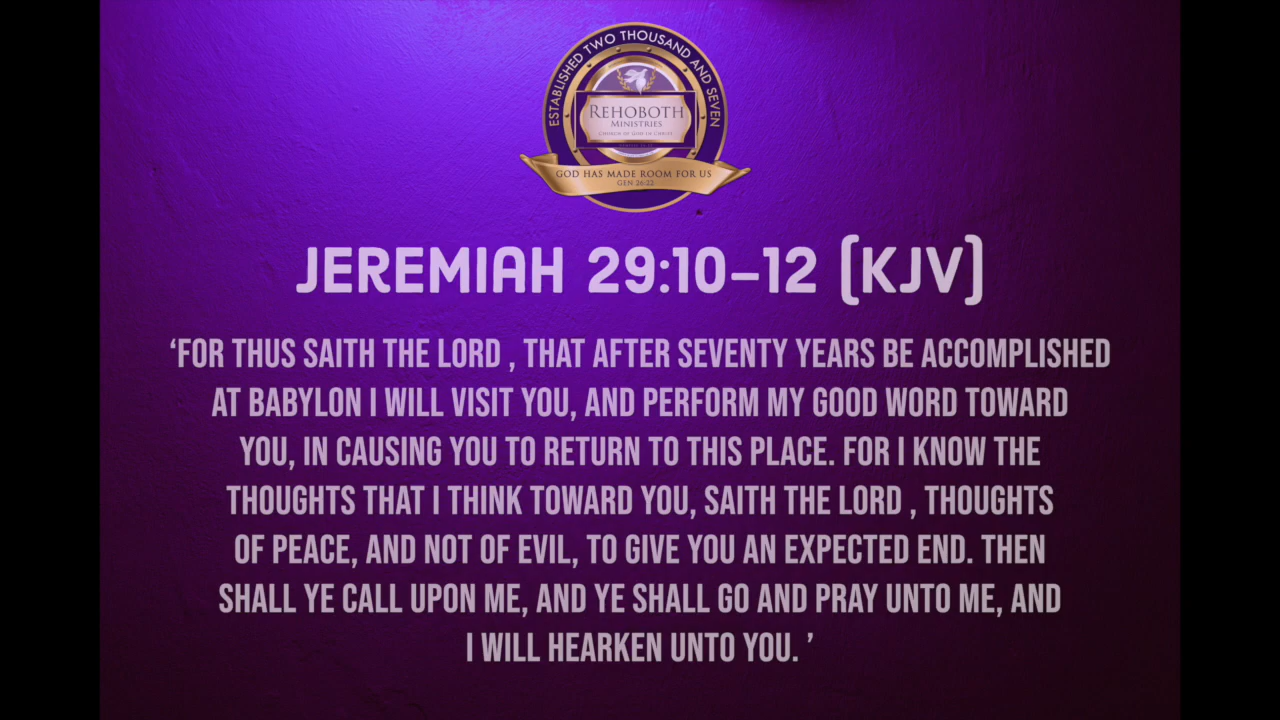 ESTABLISHED TWO THOUSAND AND SEVEN
REHOBOTH
MINISTRIES
CHURCH OF GOD IN CHRIST
GOD HAS MADE ROOM FOR US
GEN 26:22
JEREMIAH 29:10-12 (KJV)
‘FOR THUS SAITH THE LORD , THAT AFTER SEVENTY YEARS BE ACCOMPLISHED
AT BABYLON I WILL VISIT YOU, AND PERFORM MY GOOD WORD TOWARD
YOU, IN CAUSING YOU TO RETURN TO THIS PLACE. FOR I KNOW THE
THOUGHTS THAT I THINK TOWARD YOU, SAITH THE LORD , THOUGHTS
OF PEACE, AND NOT OF EVIL, TO GIVE YOU AN EXPECTED END. THEN
SHALL YE CALL UPON ME, AND YE SHALL GO AND PRAY UNTO ME, AND
I WILL HEARKEN UNTO YOU. ’